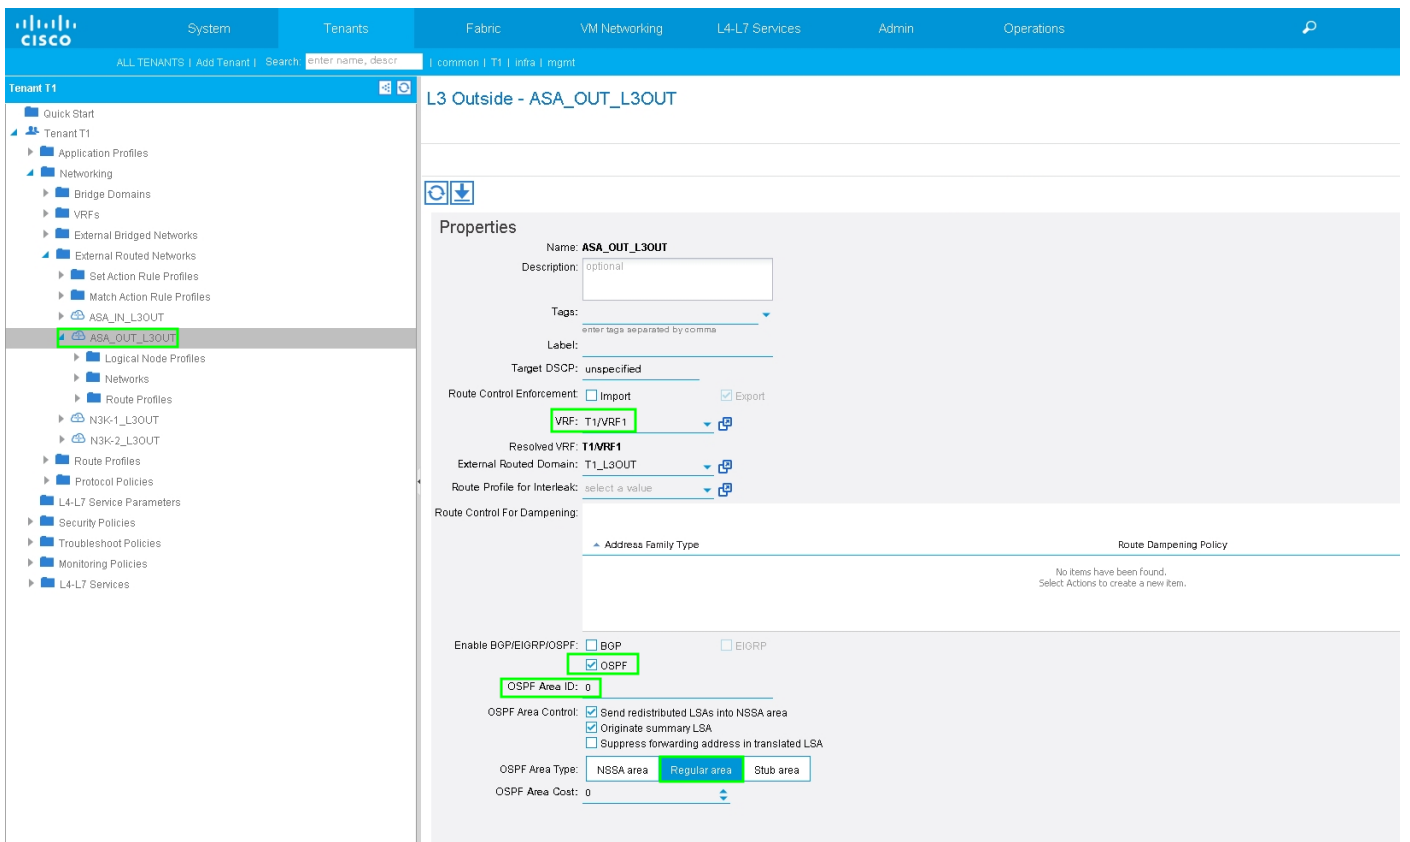 CISCO
System Tenants Fabric VM Networking L4-L7 Services Admin Operations
ALL TENANTS | Add Tenant | Search: enter name, descr | common | T1 | infra | mgmt
Tenant T1
Quick Start
Tenant T1
Application Profiles
Networking
Bridge Domains
VRFs
External Bridged Networks
External Routed Networks
Set Action Rule Profiles
Match Action Rule Profiles
ASA_IN_L3OUT
ASA_OUT_L3OUT
Logical Node Profiles
Networks
Route Profiles
N3K-1_L3OUT
N3K-2_L3OUT
Route Profiles
Protocol Policies
L4-L7 Service Parameters
Security Policies
Troubleshoot Policies
Monitoring Policies
L4-L7 Services
L3 Outside - ASA_OUT_L3OUT
Properties
Name: ASA_OUT_L3OUT
Description: optional
Tags:
enter tags separated by comma
Label:
Target DSCP: unspecified
Route Control Enforcement: Import Export
VRF: T1/VRF1
Resolved VRF: T1/VRF1
External Routed Domain: T1_L3OUT
Route Profile for Interleak: select a value
Route Control For Dampening:
Address Family Type Route Dampening Policy
No items have been found.
Select Actions to create a new item.
Enable BGP/EIGRP/OSPF: BGP EIGRP
OSPF
OSPF Area ID: 0
OSPF Area Control: Send redistributed LSAs into NSSA area
Originate summary LSA
Suppress forwarding address in translated LSA
OSPF Area Type: NSSA area Regular area Stub area
OSPF Area Cost: 0